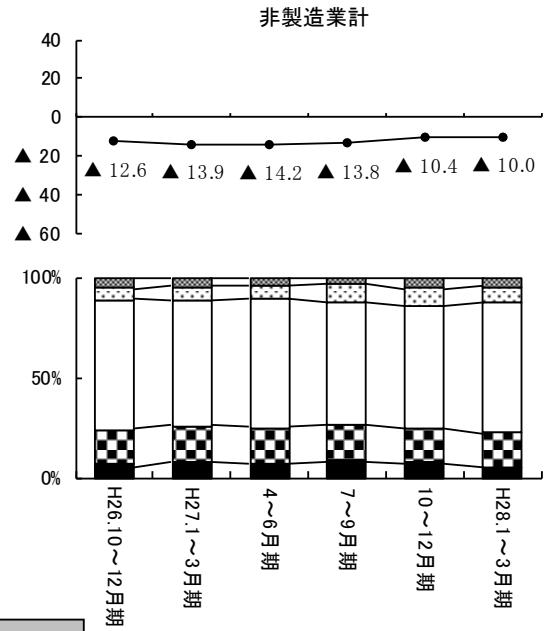 非製造業計
40
20
0
▲ 20
▲ 40
▲ 60
▲ 12.6
▲ 13.9
▲ 14.2
▲ 13.8
▲ 10.4
▲ 10.0
100%
50%
0%
H26.10～12月期
H27.1～3月期
4～6月期
7～9月期
10～12月期
H28.1～3月期